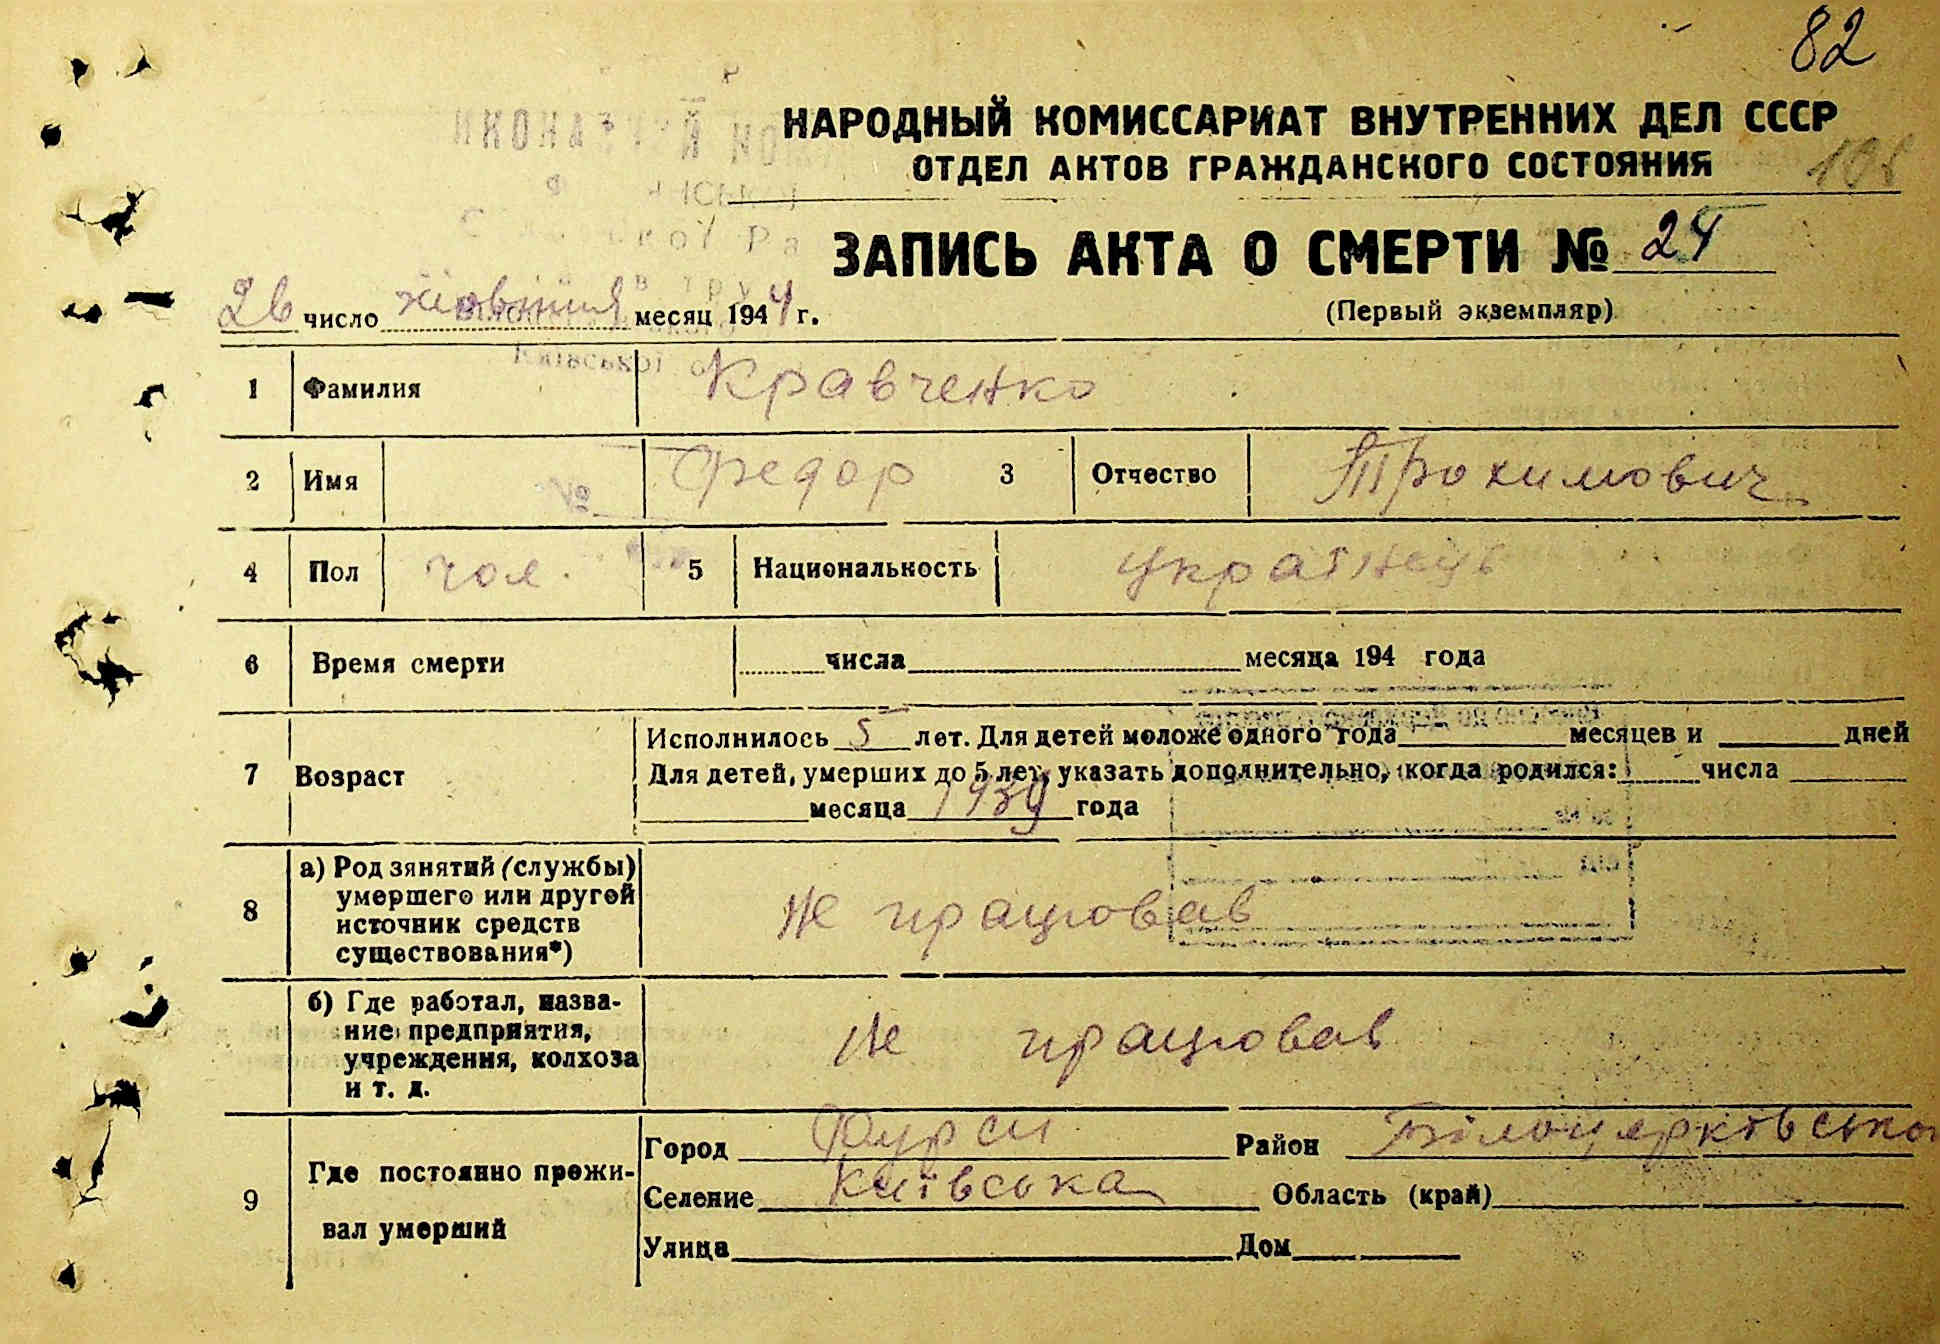 82
НАРОДНЫЙ КОМИССАРИАТ ВНУТРЕННИХ ДЕЛ СССР
ОТДЕЛ АКТОВ ГРАЖДАНСКОГО СОСТОЯНИЯ 108
ЗАПИСЬ АКТА О СМЕРТИ № 24
(Первый экземпляр)
26 число жовтня месяц 1944 г.
1 Фамилия Кравченко
2 Имя Федор 3 Отчество Трохимович
№
4 Пол чол. 5 Национальность українець
6 Время смерти числа месяца 194 года
7 Возраст
Исполнилось 5 лет. Для детей моложе одного года месяцев и дней
Для детей, умерших до 5 лет, указать дополнительно, когда родился: числа
месяца 1939 года
8 а) Род зянятий (службы)
умершего или другой
источник средств
существования*)
Не працював
б) Где работал, назва-
ние предприятия,
учреждения, колхоза
и т. д.
Не працював
9 Где постоянно прожи-
вал умерший
Город Фурси Район Білоцерківсько
Селение Київська Область (край)
Улица Дом